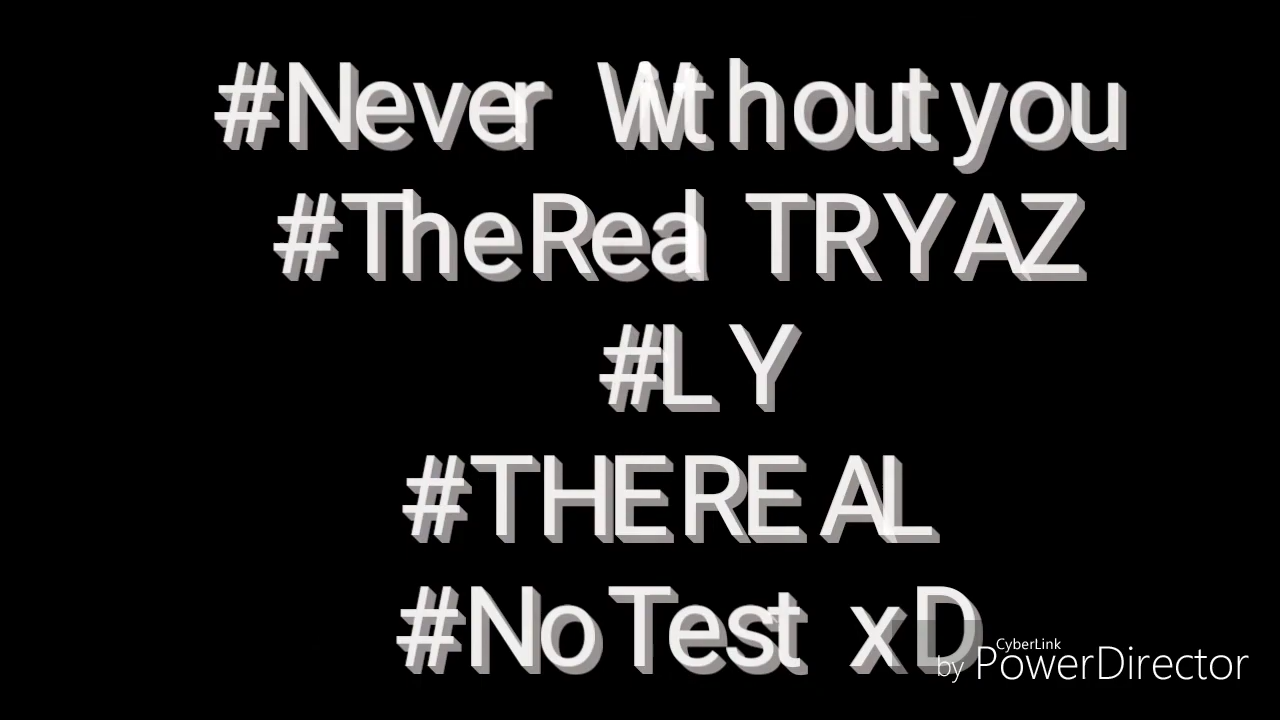 #Never Without you
#TheReal TRYAZ
#LY
#THEREAL
#NoTest xD
by CyberLink PowerDirector